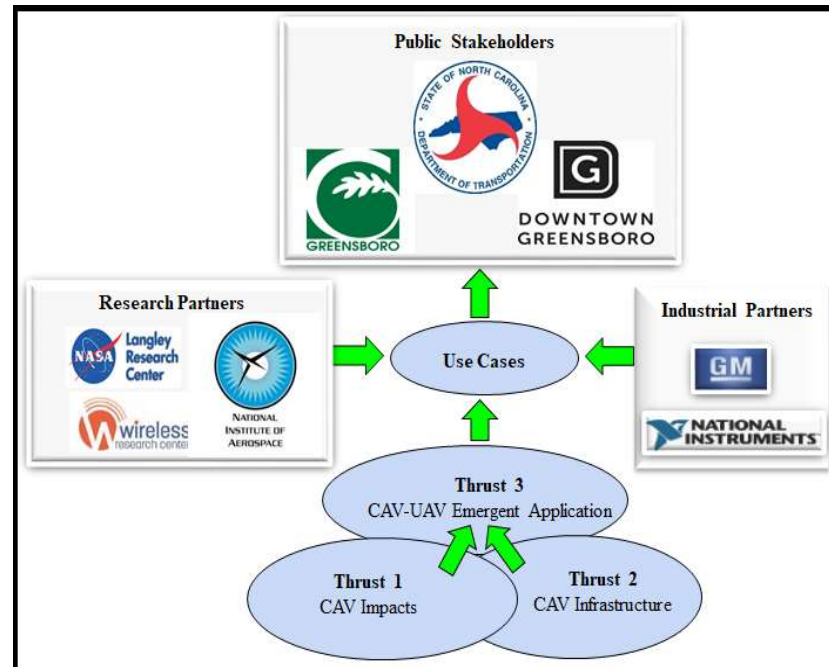 Public Stakeholders
STATE OF NORTH CAROLINA
DEPARTMENT OF TRANSPORTATION
GREENSBORO
G
DOWNTOWN
GREENSBORO
Research Partners
NASA
Langley
Research
Center
wireless
research center
NATIONAL
INSTITUTE OF
AEROSPACE
Use Cases
Industrial Partners
GM
NATIONAL
INSTRUMENTS
Thrust 3
CAV-UAV Emergent Application
Thrust 1
CAV Impacts
Thrust 2
CAV Infrastructure